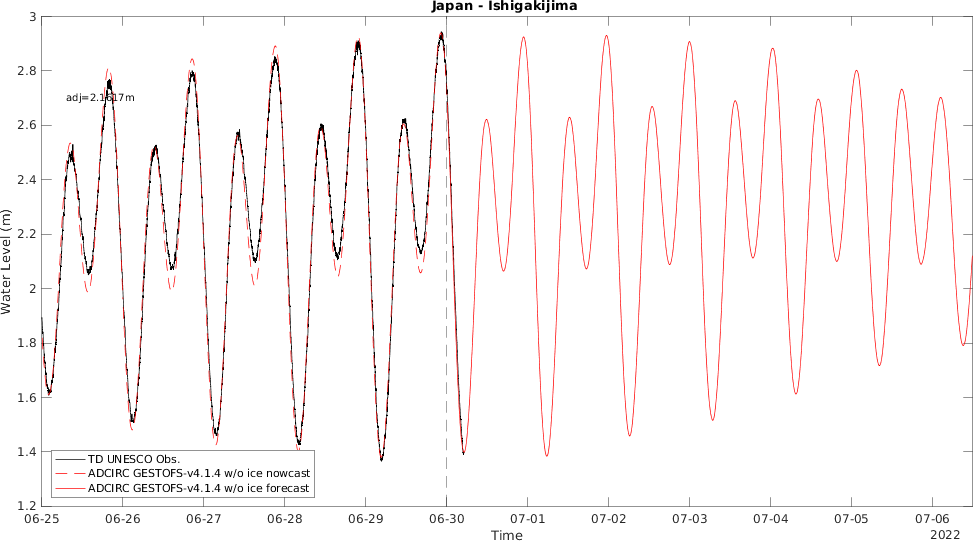 Japan - Ishigakijima
3
2.8
2.6
2.4
2.2
2
1.8
1.6
1.4
1.2
Water Level (m)
adj=2.1617m
TD UNESCO Obs.
ADCIRC GESTOFS-v4.1.4 w/o ice nowcast
ADCIRC GESTOFS-v4.1.4 w/o ice forecast
06-25 06-26 06-27 06-28 06-29 06-30 07-01 07-02 07-03 07-04 07-05 07-06
2022
Time